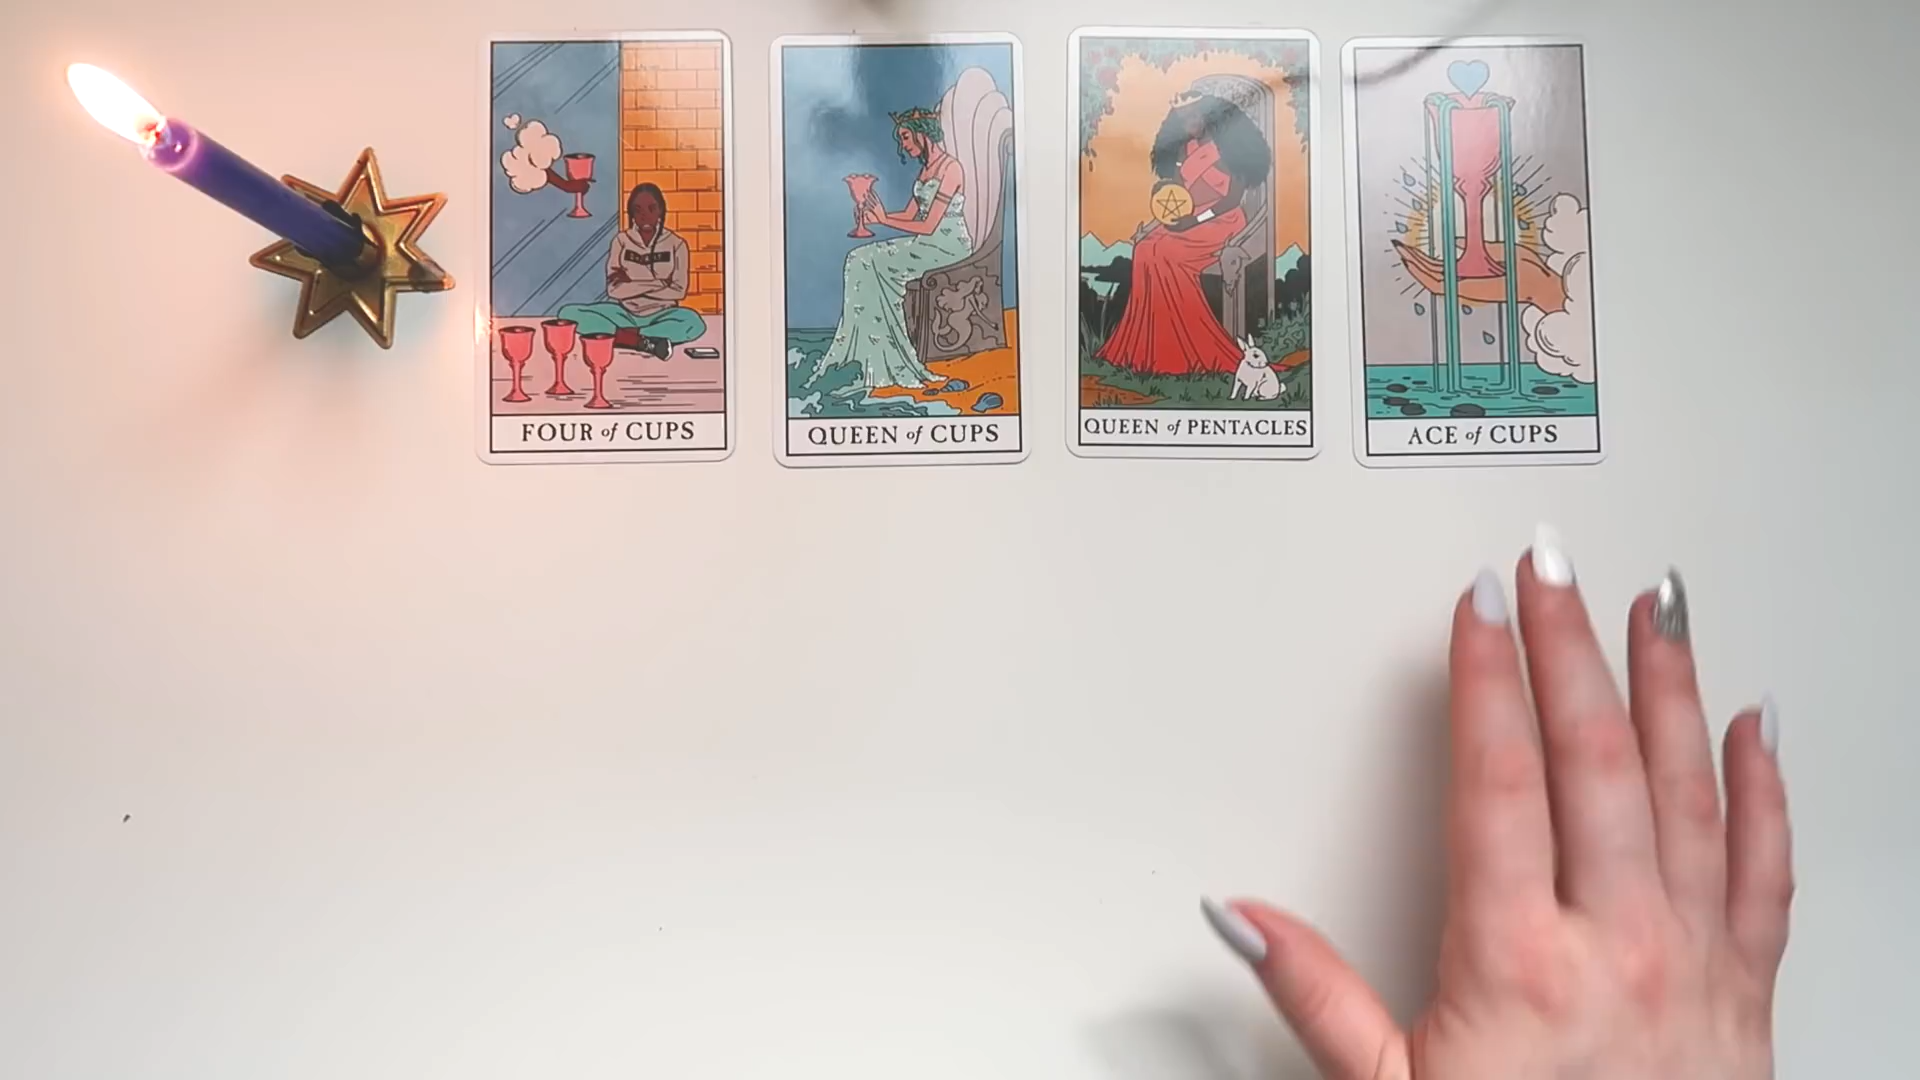 FOUR of CUPS
QUEEN of CUPS
QUEEN of PENTACLES
ACE of CUPS